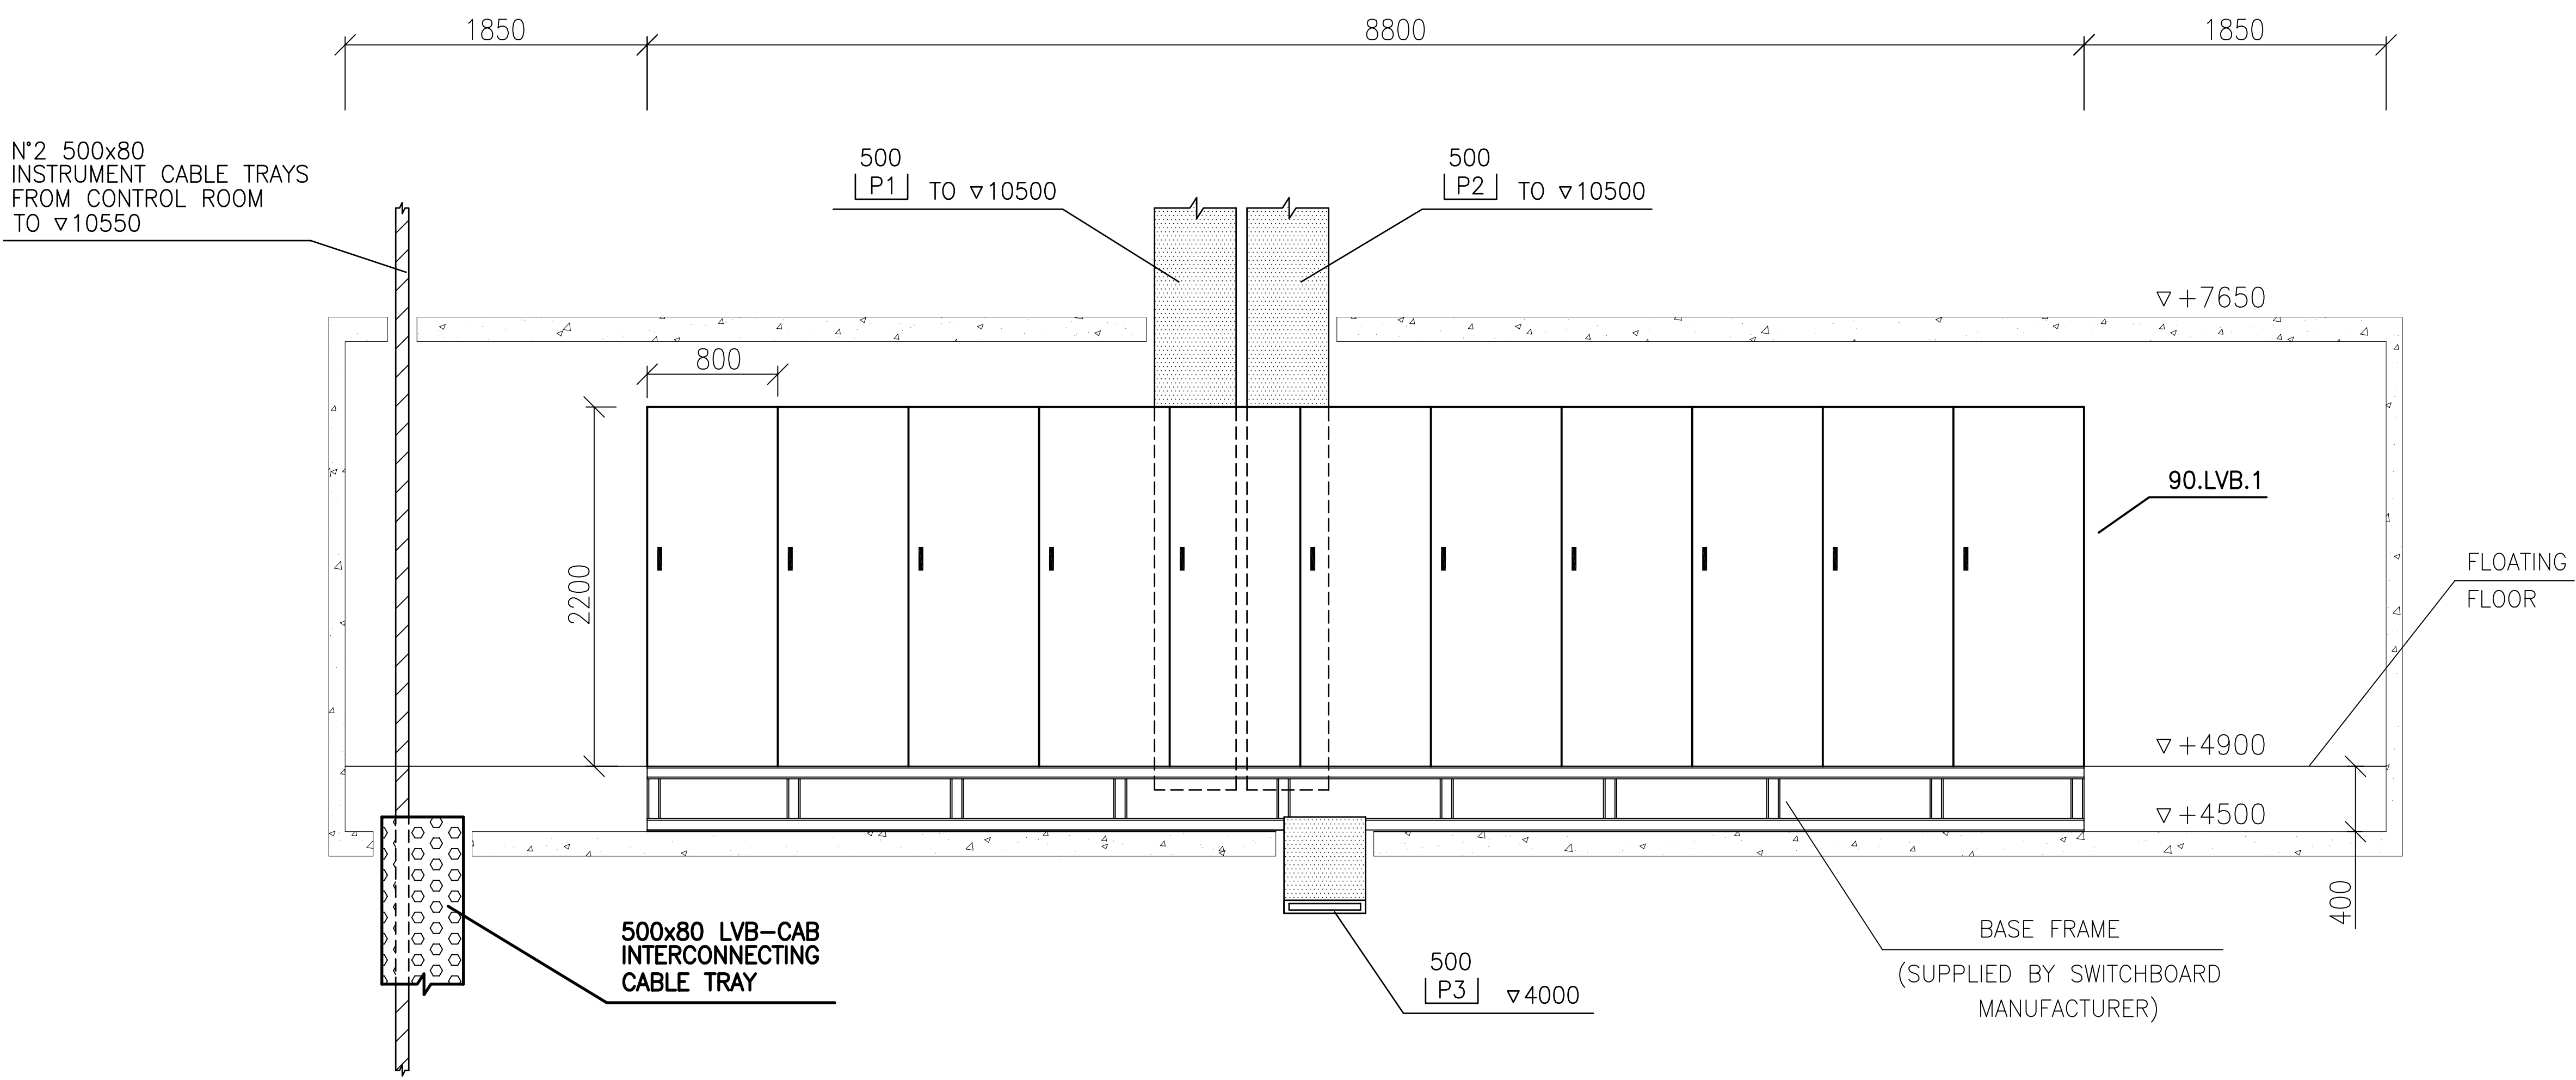 1850
8800
1850
N°2 500x80
INSTRUMENT CABLE TRAYS
FROM CONTROL ROOM
TO ▽10550
500
P1 TO ▽10500
500
P2 TO ▽10500
▽+7650
800
2200
90.LVB.1
FLOATING
FLOOR
▽+4900
▽+4500
400
500x80 LVB-CAB
INTERCONNECTING
CABLE TRAY
500
P3 ▽4000
BASE FRAME
(SUPPLIED BY SWITCHBOARD
MANUFACTURER)